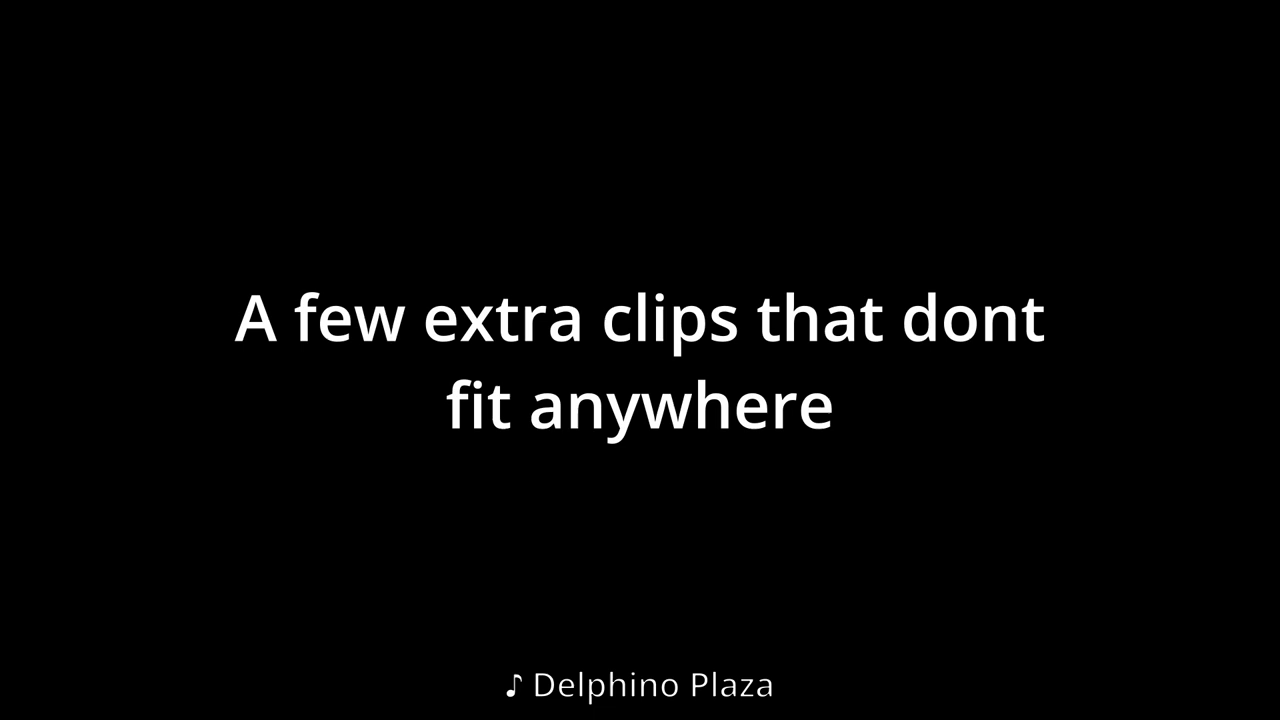 A few extra clips that dont
fit anywhere
♪ Delphino Plaza